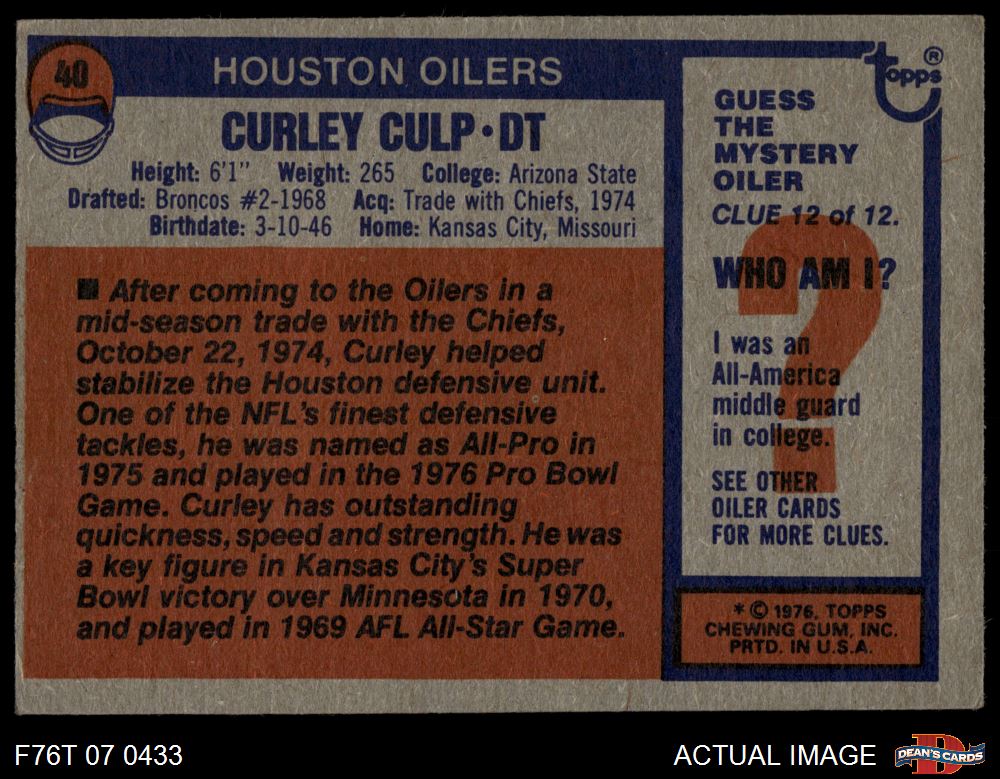 40
HOUSTON OILERS
CURLEY CULP • DT
Height: 6'1" Weight: 265 College: Arizona State
Drafted: Broncos #2-1968 Acq: Trade with Chiefs, 1974
Birthdate: 3-10-46 Home: Kansas City, Missouri
■ After coming to the Oilers in a
mid-season trade with the Chiefs,
October 22, 1974, Curley helped
stabilize the Houston defensive unit.
One of the NFL's finest defensive
tackles, he was named as All-Pro in
1975 and played in the 1976 Pro Bowl
Game. Curley has outstanding
quickness, speed and strength. He was
a key figure in Kansas City's Super
Bowl victory over Minnesota in 1970,
and played in 1969 AFL All-Star Game.
topps®
GUESS
THE
MYSTERY
OILER
CLUE 12 of 12.
WHO AM I?
?
I was an
All-America
middle guard
in college.
SEE OTHER
OILER CARDS
FOR MORE CLUES.
* © 1976, TOPPS
CHEWING GUM, INC.
PRTD. IN U.S.A.
F76T 07 0433
ACTUAL IMAGE
D
DEAN'S CARDS